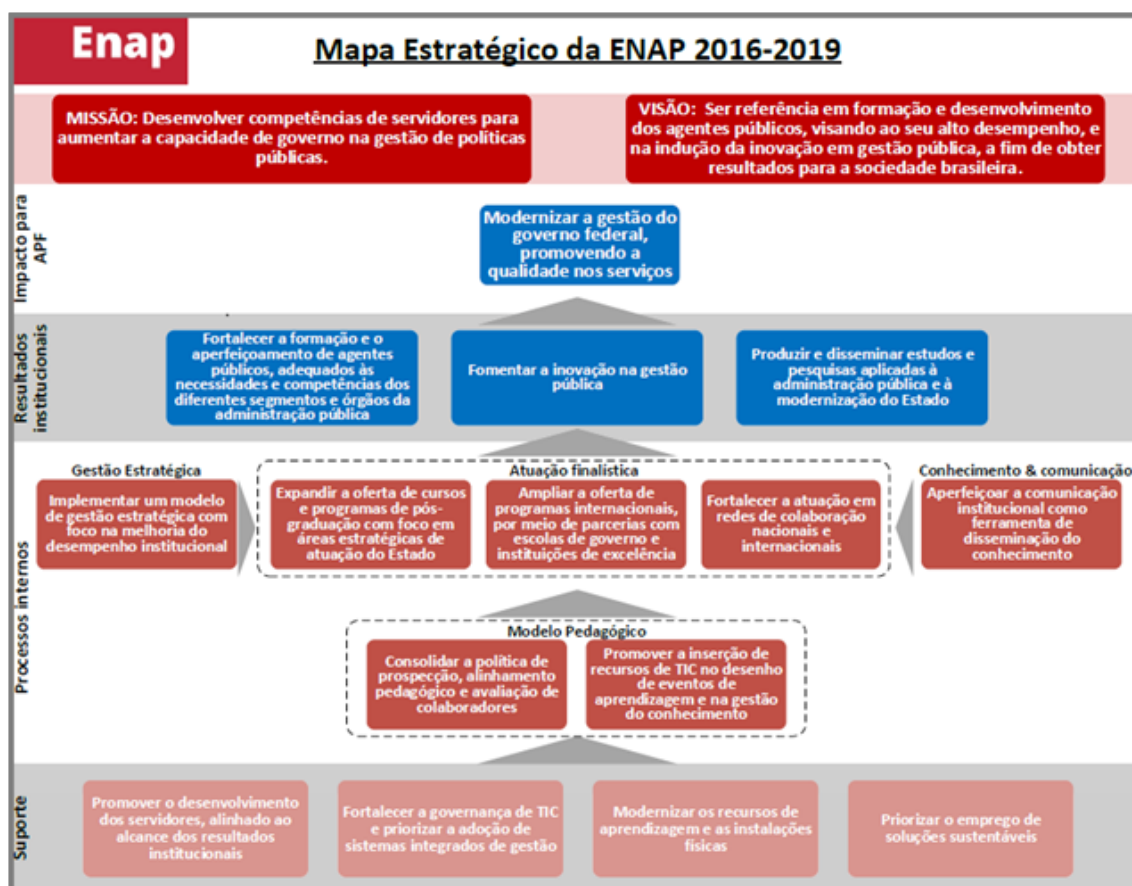 Enap
Mapa Estratégico da ENAP 2016-2019
MISSÃO: Desenvolver competências de servidores para
aumentar a capacidade de governo na gestão de políticas
públicas.
VISÃO: Ser referência em formação e desenvolvimento
dos agentes públicos, visando ao seu alto desempenho, e
na indução da inovação em gestão pública, a fim de obter
resultados para a sociedade brasileira.
Impacto para
APF
Modernizar a gestão do
governo federal,
promovendo a
qualidade nos serviços
Resultados
institucionais
Fortalecer a formação e o
aperfeiçoamento de agentes
públicos, adequados às
necessidades e competências dos
diferentes segmentos e órgãos da
administração pública
Fomentar a inovação na gestão
pública
Produzir e disseminar estudos e
pesquisas aplicadas à
administração pública e à
modernização do Estado
Processos internos
Gestão Estratégica
Implementar um modelo
de gestão estratégica com
foco na melhoria do
desempenho institucional
Atuação finalística
Expandir a oferta de cursos
e programas de pós-
graduação com foco em
áreas estratégicas de
atuação do Estado
Ampliar a oferta de
programas internacionais,
por meio de parcerias com
escolas de governo e
instituições de excelência
Fortalecer a atuação em
redes de colaboração
nacionais e
internacionais
Conhecimento & comunicação
Aperfeiçoar a comunicação
institucional como
ferramenta de
disseminação do
conhecimento
Modelo Pedagógico
Consolidar a política de
prospecção, alinhamento
pedagógico e avaliação de
colaboradores
Promover a inserção de
recursos de TIC no desenho
de eventos de
aprendizagem e na gestão
do conhecimento
Suporte
Promover o desenvolvimento
dos servidores, alinhado ao
alcance dos resultados
institucionais
Fortalecer a governança de TIC
e priorizar a adoção de
sistemas integrados de gestão
Modernizar os recursos de
aprendizagem e as instalações
físicas
Priorizar o emprego de
soluções sustentáveis